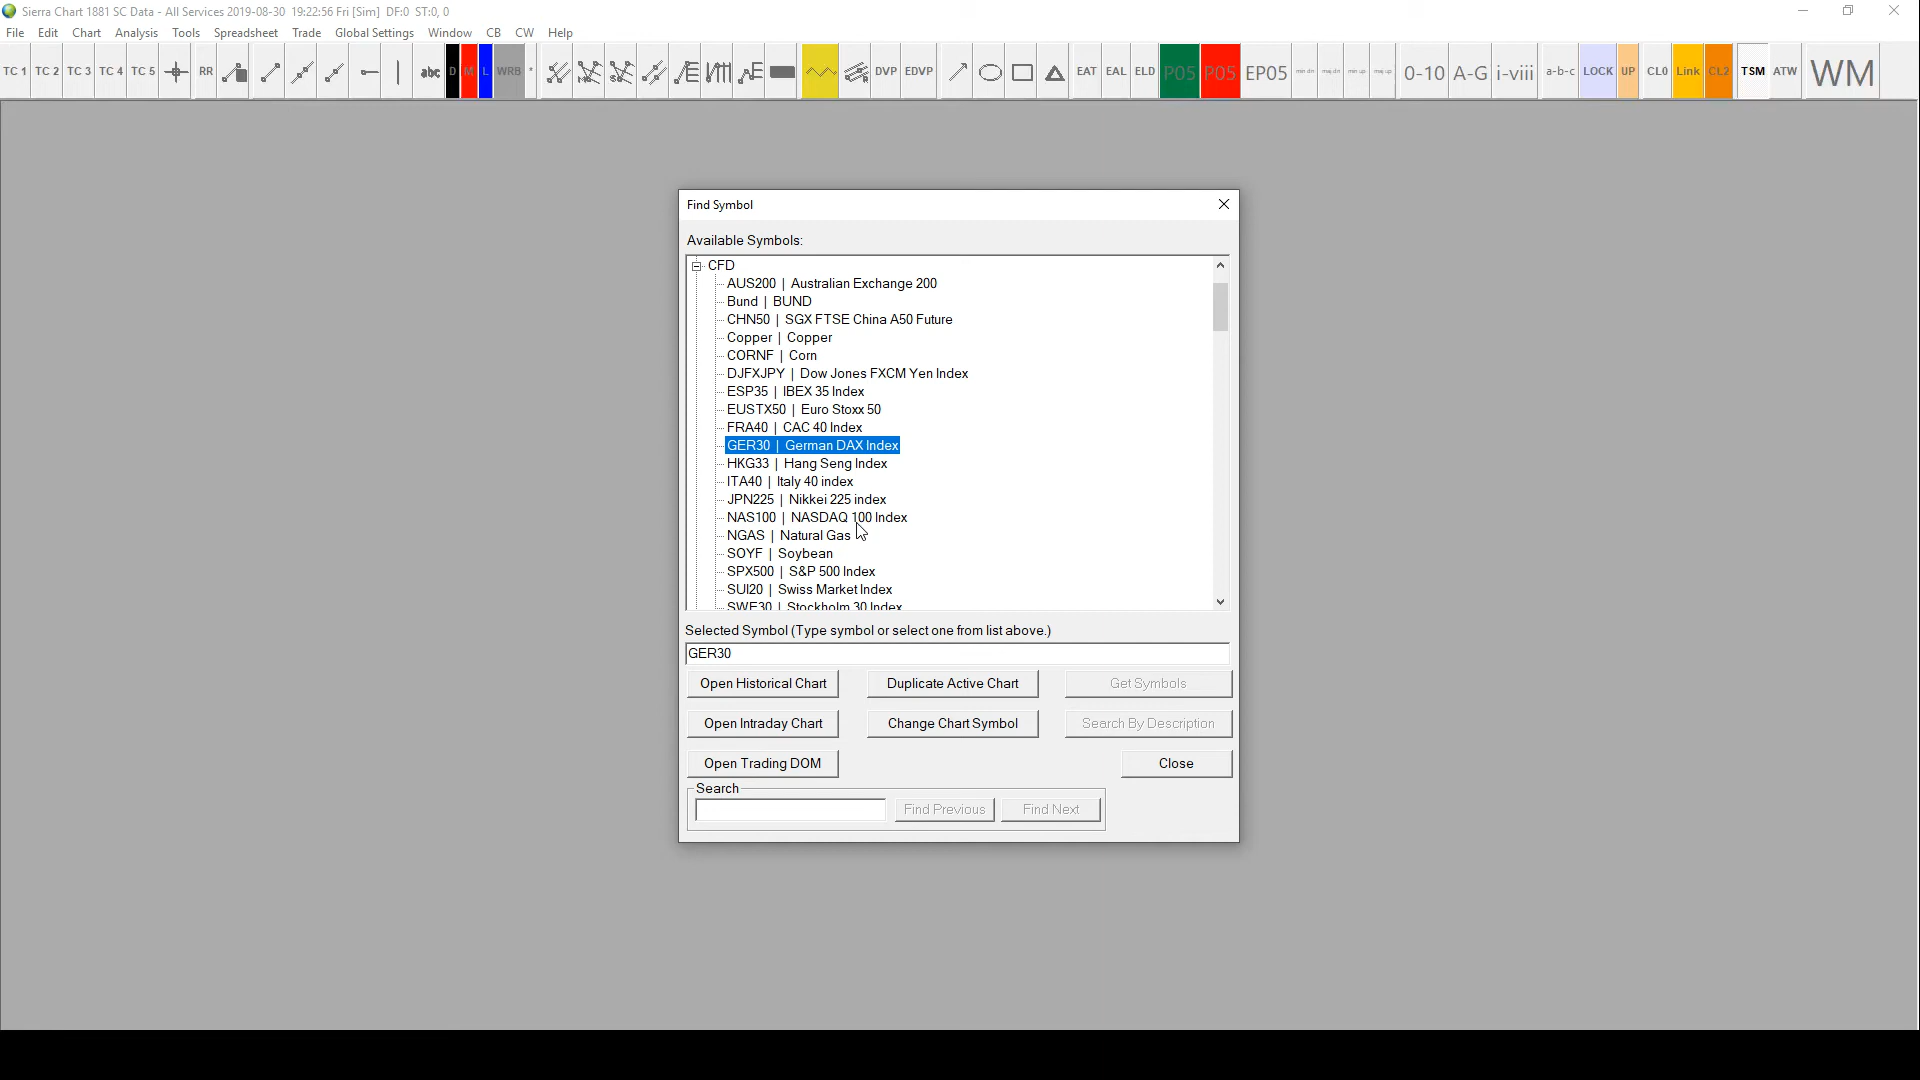 Sierra Chart 1881 SC Data - All Services 2019-08-30 19:22:56 Fri [Sim] DF:0 ST:0, 0
File Edit Chart Analysis Tools Spreadsheet Trade Global Settings Window CB CW Help
TC 1 TC 2 TC 3 TC 4 TC 5 RR abc D M L WRB * DVP EDVP EAT EAL ELD P05 P05 EP05 min dn maj dn min up maj up 0-10 A-G i-viii a-b-c LOCK UP CL0 Link CL2 TSM ATW WM
Find Symbol
Available Symbols:
CFD
AUS200 | Australian Exchange 200
Bund | BUND
CHN50 | SGX FTSE China A50 Future
Copper | Copper
CORNF | Corn
DJFXJPY | Dow Jones FXCM Yen Index
ESP35 | IBEX 35 Index
EUSTX50 | Euro Stoxx 50
FRA40 | CAC 40 Index
GER30 | German DAX Index
HKG33 | Hang Seng Index
ITA40 | Italy 40 index
JPN225 | Nikkei 225 index
NAS100 | NASDAQ 100 Index
NGAS | Natural Gas
SOYF | Soybean
SPX500 | S&P 500 Index
SUI20 | Swiss Market Index
SWE30 | Stockholm 30 Index
Selected Symbol (Type symbol or select one from list above.)
GER30
Open Historical Chart Duplicate Active Chart Get Symbols
Open Intraday Chart Change Chart Symbol Search By Description
Open Trading DOM Close
Search
Find Previous Find Next